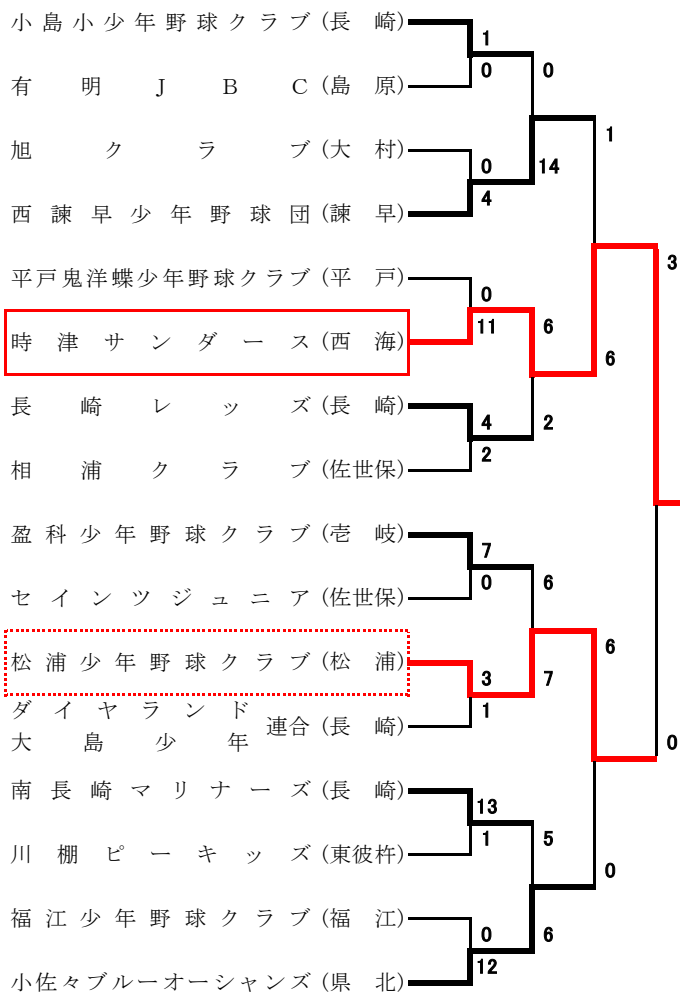 小島小少年野球クラブ(長崎)
1
0
0
有明JBC(島原)
1
旭クラブ(大村)
0
14
4
西諫早少年野球団(諫早)
3
平戸鬼洋蝶少年野球クラブ(平戸)
0
11
6
時津サンダース(西海)
6
長崎レッズ(長崎)
4
2
2
相浦クラブ(佐世保)
盈科少年野球クラブ(壱岐)
7
0
6
セインツジュニア(佐世保)
6
松浦少年野球クラブ(松浦)
3
7
1
ダイヤランド
大島少年
連合(長崎)
0
南長崎マリナーズ(長崎)
13
1
5
川棚ピーキッズ(東彼杵)
0
福江少年野球クラブ(福江)
0
6
12
小佐々ブルーオーシャンズ(県北)